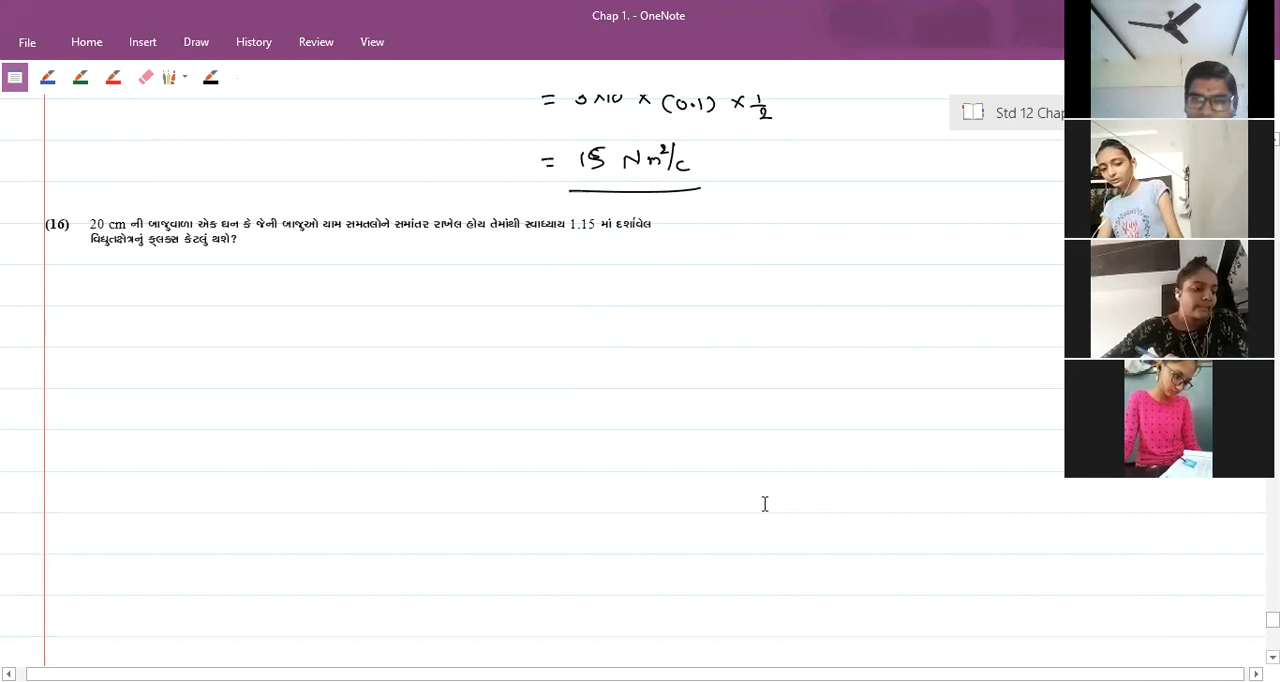 Chap 1. - OneNote
File Home Insert Draw History Review View
Std 12 Chap
= 3×10 × (0.1) × 1/2
= 15 Nm²/C
(16) 20 cm ની બાજુવાળા એક ઘન કે જેની બાજુઓ યામ સમતલોને સમાંતર રાખેલ હોય તેમાંથી સ્વાધ્યાય 1.15 માં દર્શાવેલ
વિદ્યુતક્ષેત્રનું ફ્લક્સ કેટલું થશે?